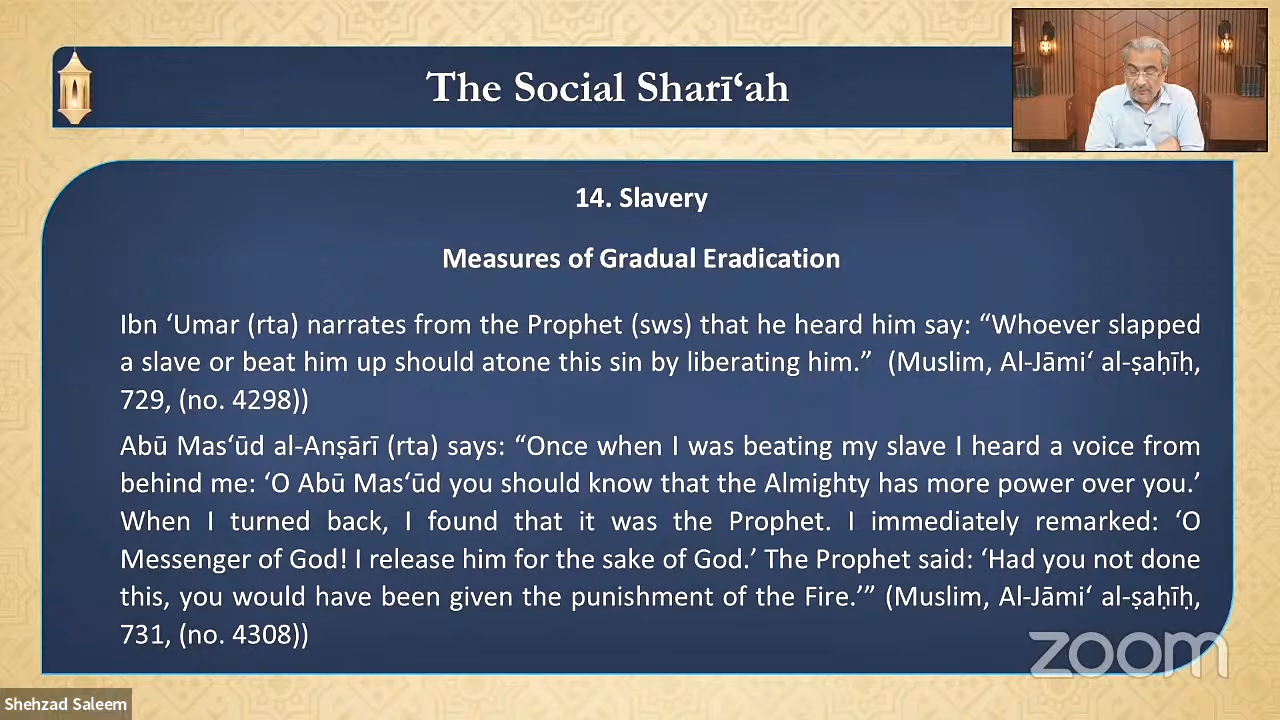 The Social Sharī‘ah
14. Slavery
Measures of Gradual Eradication
Ibn ‘Umar (rta) narrates from the Prophet (sws) that he heard him say: “Whoever slapped
a slave or beat him up should atone this sin by liberating him.” (Muslim, Al-Jāmi‘ al-ṣaḥīḥ,
729, (no. 4298))
Abū Mas‘ūd al-Anṣārī (rta) says: “Once when I was beating my slave I heard a voice from
behind me: ‘O Abū Mas‘ūd you should know that the Almighty has more power over you.’
When I turned back, I found that it was the Prophet. I immediately remarked: ‘O
Messenger of God! I release him for the sake of God.’ The Prophet said: ‘Had you not done
this, you would have been given the punishment of the Fire.’” (Muslim, Al-Jāmi‘ al-ṣaḥīḥ,
731, (no. 4308))
zoom
Shehzad Saleem